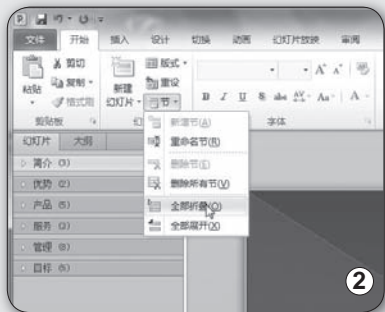 P
文件 开始 插入 设计 切换 动画 幻灯片放映 审阅
粘贴
剪切
复制
格式刷
剪贴板
新建
幻灯片
版式
重设
节
幻
B I U S abc AV Aa A
字体
幻灯片 大纲
新增节(A)
重命名节(R)
删除节(E)
删除所有节(V)
全部折叠(O)
全部展开(X)
简介 (3)
优势 (2)
产品 (5)
服务 (3)
管理 (8)
目标 (6)
2